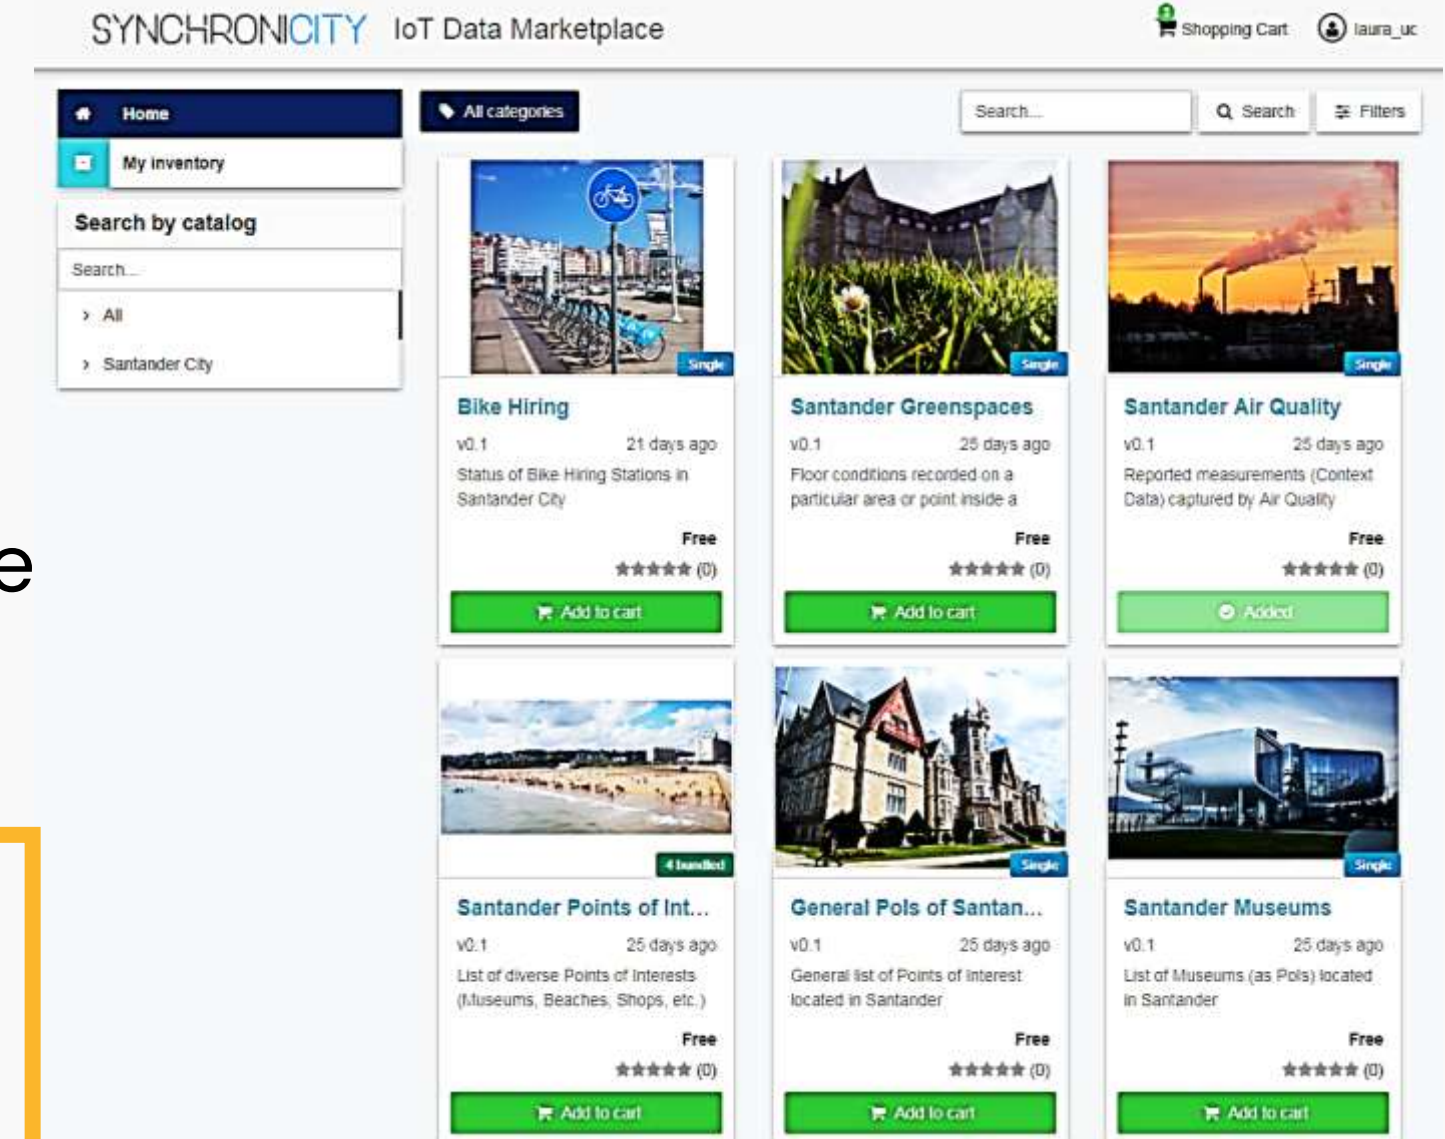 SYNCHRONICITY IoT Data Marketplace
Shopping Cart
laura_uc
Home
My inventory
Search by catalog
Search...
All
Santander City
All categories
Search...
Search
Filters
Single
Bike Hiring
v0.1 21 days ago
Status of Bike Hiring Stations in
Santander City
Free
(0)
Add to cart
Single
Santander Greenspaces
v0.1 25 days ago
Floor conditions recorded on a
particular area or point inside a
Free
(0)
Add to cart
Single
Santander Air Quality
v0.1 25 days ago
Reported measurements (Context
Data) captured by Air Quality
Free
(0)
Added
e
4 bundled
Santander Points of Int...
v0.1 25 days ago
List of diverse Points of Interests
(Museums, Beaches, Shops, etc.)
Free
(0)
Add to cart
Single
General PoIs of Santan...
v0.1 25 days ago
General list of Points of Interest
located in Santander
Free
(0)
Add to cart
Single
Santander Museums
v0.1 25 days ago
List of Museums (as PoIs) located
in Santander
Free
(0)
Add to cart